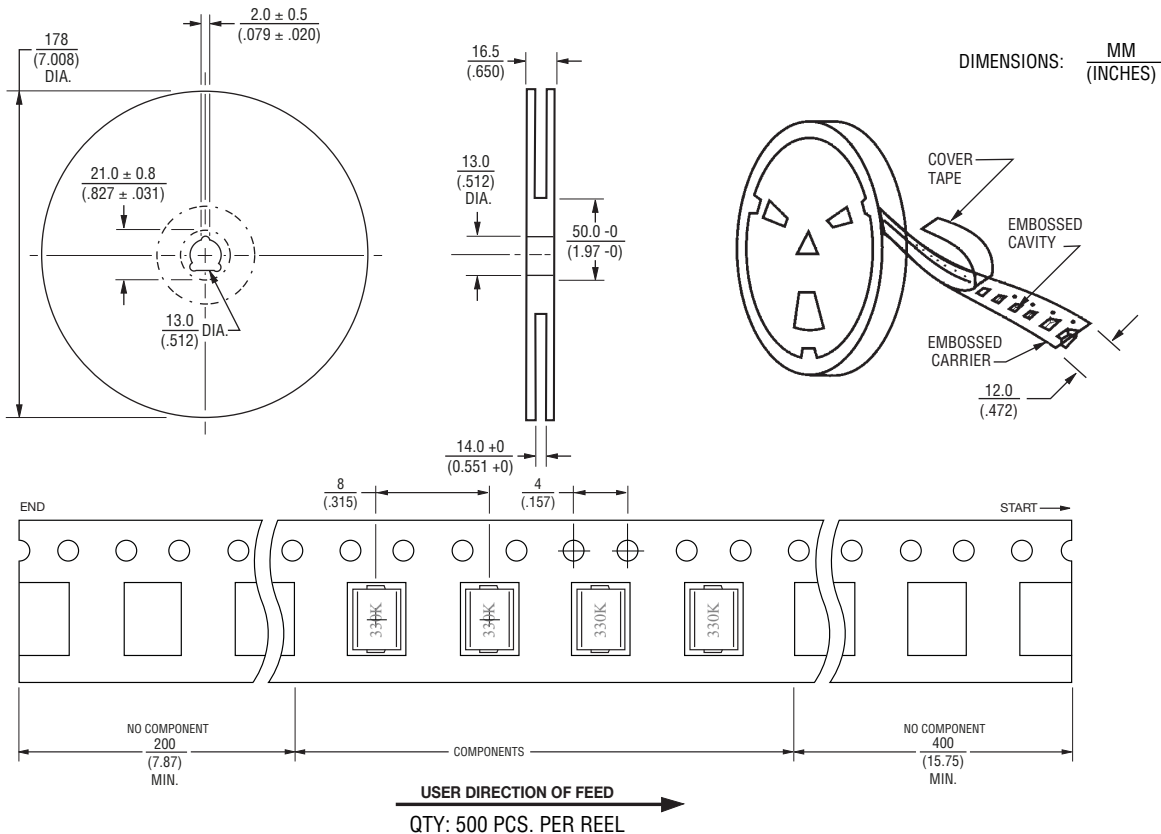 2.0 ± 0.5
(.079 ± .020)
178
(7.008)
DIA.
16.5
(.650)
DIMENSIONS:
MM
(INCHES)
21.0 ± 0.8
(.827 ± .031)
13.0
(.512)
DIA.
50.0 -0
(1.97 -0)
13.0
(.512)
DIA.
COVER
TAPE
EMBOSSED
CAVITY
EMBOSSED
CARRIER
12.0
(.472)
14.0 +0
(0.551 +0)
8
(.315)
4
(.157)
END
START
330K
330K
330K
330K
NO COMPONENT
200
(7.87)
MIN.
COMPONENTS
NO COMPONENT
400
(15.75)
MIN.
USER DIRECTION OF FEED
QTY: 500 PCS. PER REEL